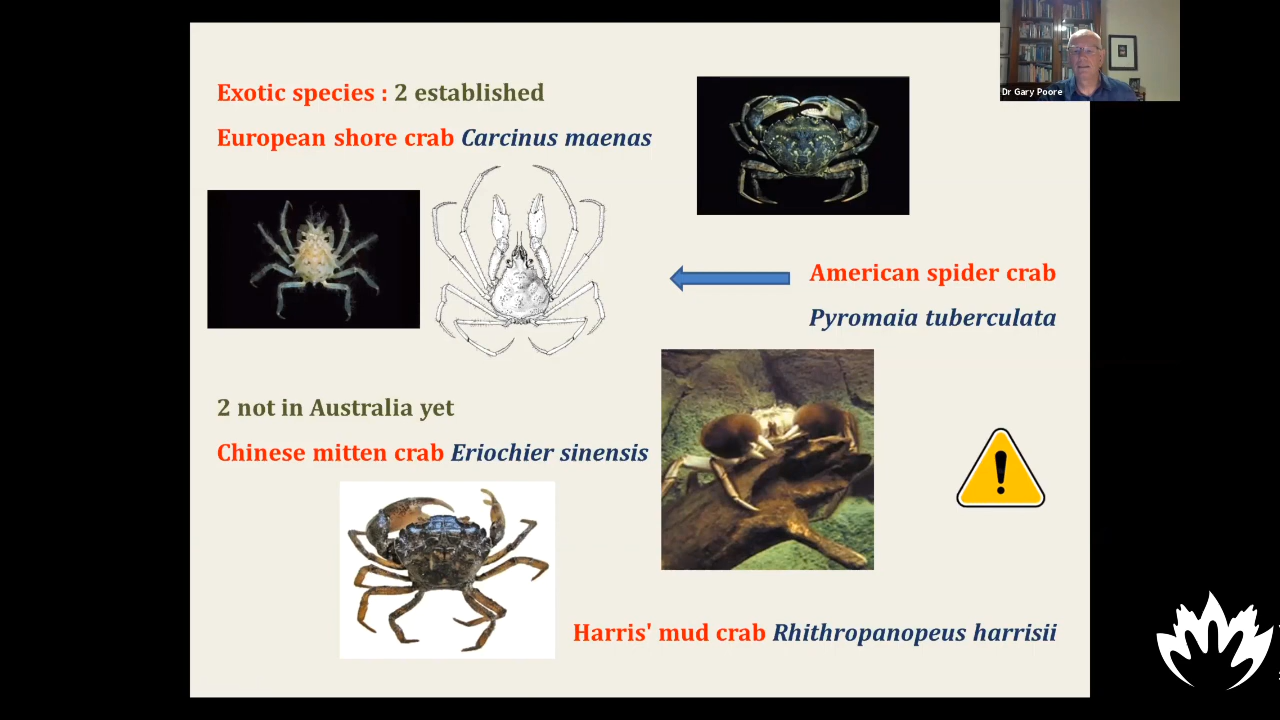 Dr Gary Poore
Exotic species : 2 established
European shore crab Carcinus maenas
American spider crab
Pyromaia tuberculata
2 not in Australia yet
Chinese mitten crab Eriochier sinensis
!
Harris' mud crab Rhithropanopeus harrisii